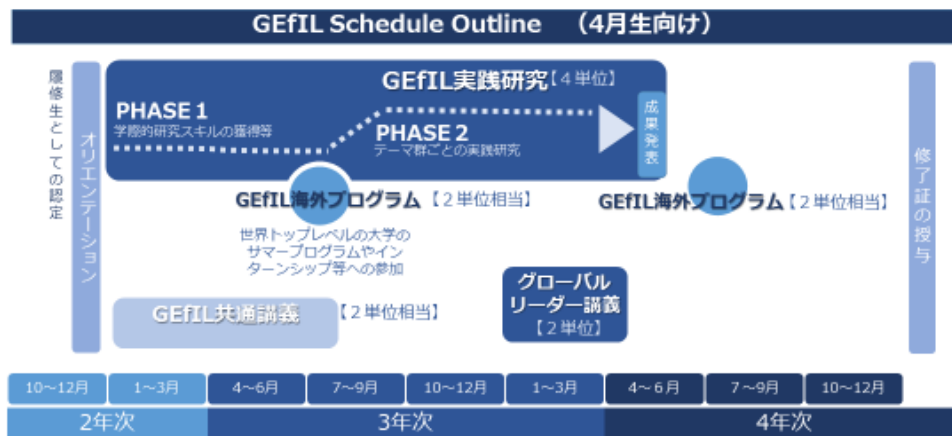 GEfIL Schedule Outline （4月生向け）
履修生としての認定
オリエンテーション
GEfIL実践研究【４単位】
PHASE 1
学際的研究スキルの獲得等
PHASE 2
テーマ群ごとの実践研究
成果発表
GEfIL海外プログラム【２単位相当】
世界トップレベルの大学の
サマープログラムやイン
ターンシップ等への参加
GEfIL海外プログラム【２単位相当】
修了証の授与
GEfIL共通講義【２単位相当】
グローバル
リーダー講義
【２単位】
10～12月 1～3月 4～6月 7～9月 10～12月 1～3月 4～６月 7～9月 10～12月
2年次 3年次 4年次